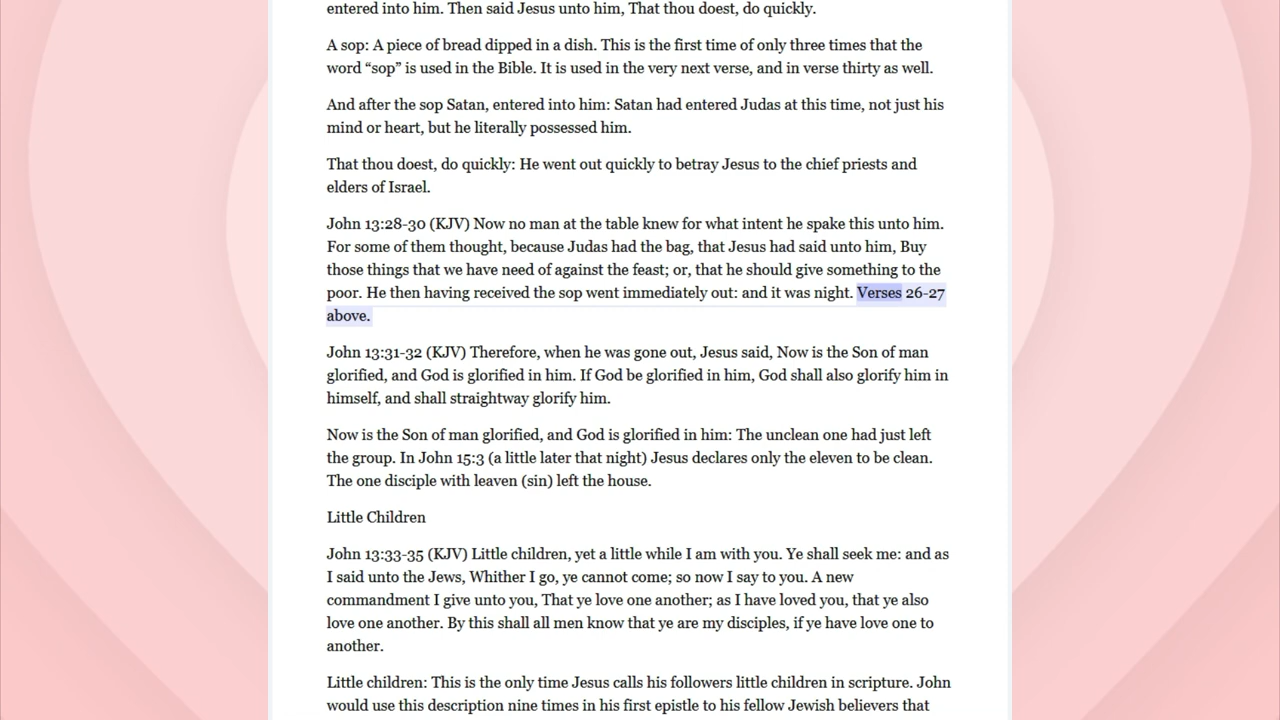 entered into him. Then said Jesus unto him, That thou doest, do quickly.
A sop: A piece of bread dipped in a dish. This is the first time of only three times that the
word “sop” is used in the Bible. It is used in the very next verse, and in verse thirty as well.
And after the sop Satan, entered into him: Satan had entered Judas at this time, not just his
mind or heart, but he literally possessed him.
That thou doest, do quickly: He went out quickly to betray Jesus to the chief priests and
elders of Israel.
John 13:28-30 (KJV) Now no man at the table knew for what intent he spake this unto him.
For some of them thought, because Judas had the bag, that Jesus had said unto him, Buy
those things that we have need of against the feast; or, that he should give something to the
poor. He then having received the sop went immediately out: and it was night. Verses 26-27
above.
John 13:31-32 (KJV) Therefore, when he was gone out, Jesus said, Now is the Son of man
glorified, and God is glorified in him. If God be glorified in him, God shall also glorify him in
himself, and shall straightway glorify him.
Now is the Son of man glorified, and God is glorified in him: The unclean one had just left
the group. In John 15:3 (a little later that night) Jesus declares only the eleven to be clean.
The one disciple with leaven (sin) left the house.
Little Children
John 13:33-35 (KJV) Little children, yet a little while I am with you. Ye shall seek me: and as
I said unto the Jews, Whither I go, ye cannot come; so now I say to you. A new
commandment I give unto you, That ye love one another; as I have loved you, that ye also
love one another. By this shall all men know that ye are my disciples, if ye have love one to
another.
Little children: This is the only time Jesus calls his followers little children in scripture. John
would use this description nine times in his first epistle to his fellow Jewish believers that